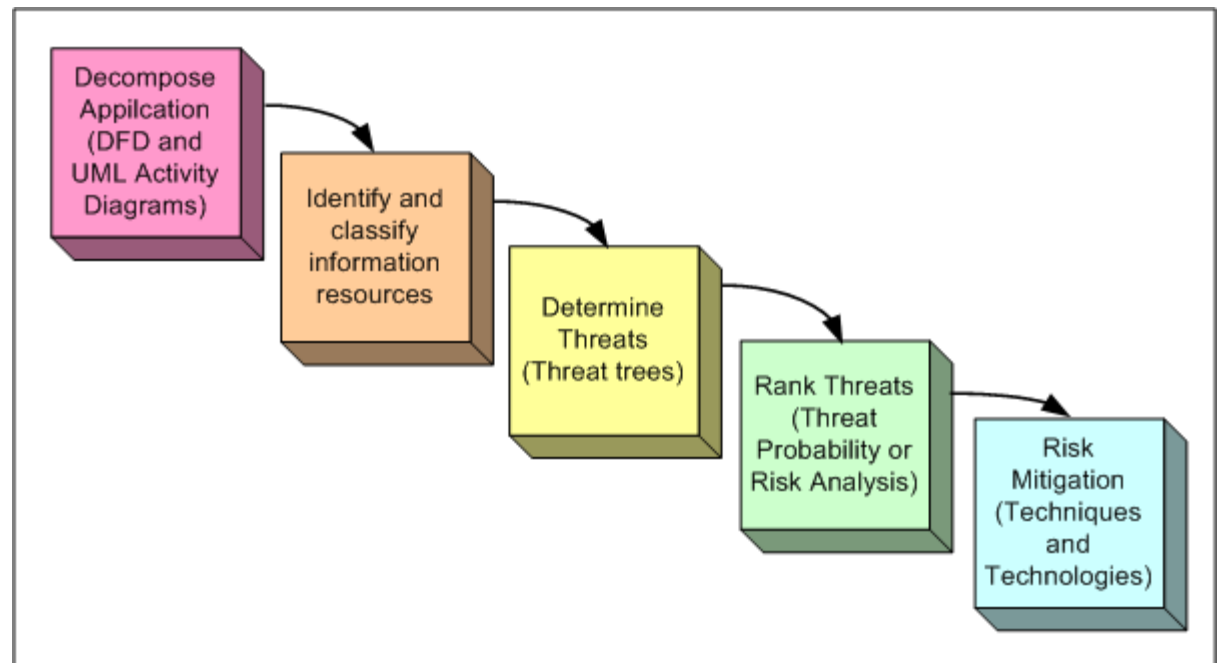 Decompose
Appilcation
(DFD and
UML Activity
Diagrams)
Identify and
classify
information
resources
Determine
Threats
(Threat trees)
Rank Threats
(Threat
Probability or
Risk Analysis)
Risk
Mitigation
(Techniques
and
Technologies)